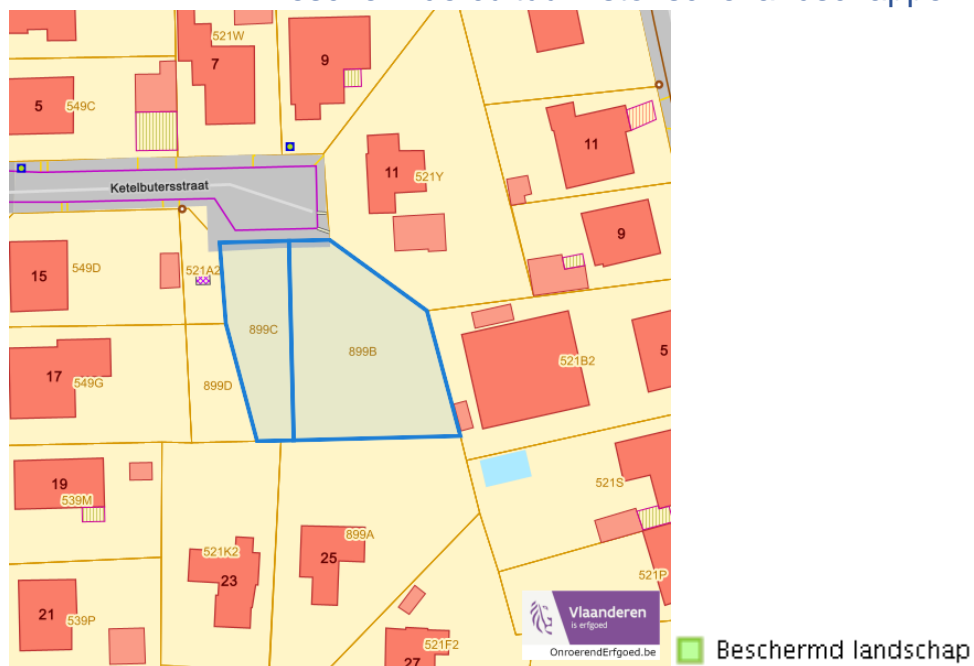 521W
7
9
5
549C
11
Ketelbutersstraat
11
521Y
9
15
549D
521A2
899C
899B
521B2
5
17
549G
899D
19
539M
521S
521K2
899A
25
23
521P
21
539P
521F2
27
Vlaanderen
is erfgoed
OnroerendErfgoed.be
Beschermd landschap